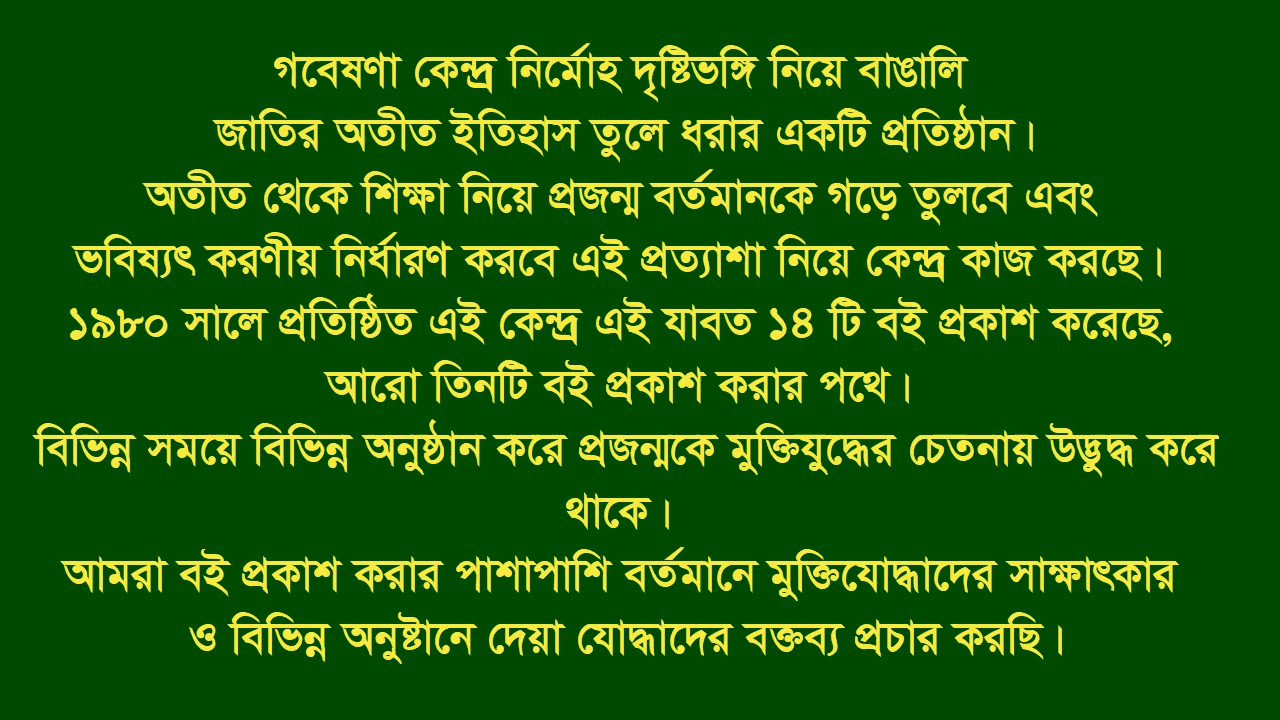 গবেষণা কেন্দ্র নির্মোহ দৃষ্টিভঙ্গি নিয়ে বাঙালি
জাতির অতীত ইতিহাস তুলে ধরার একটি প্রতিষ্ঠান।
অতীত থেকে শিক্ষা নিয়ে প্রজন্ম বর্তমানকে গড়ে তুলবে এবং
ভবিষ্যৎ করণীয় নির্ধারণ করবে এই প্রত্যাশা নিয়ে কেন্দ্র কাজ করছে।
১৯৮০ সালে প্রতিষ্ঠিত এই কেন্দ্র এই যাবত ১৪ টি বই প্রকাশ করেছে,
আরো তিনটি বই প্রকাশ করার পথে।
বিভিন্ন সময়ে বিভিন্ন অনুষ্ঠান করে প্রজন্মকে মুক্তিযুদ্ধের চেতনায় উদ্ভুদ্ধ করে
থাকে।
আমরা বই প্রকাশ করার পাশাপাশি বর্তমানে মুক্তিযোদ্ধাদের সাক্ষাৎকার
ও বিভিন্ন অনুষ্টানে দেয়া যোদ্ধাদের বক্তব্য প্রচার করছি।